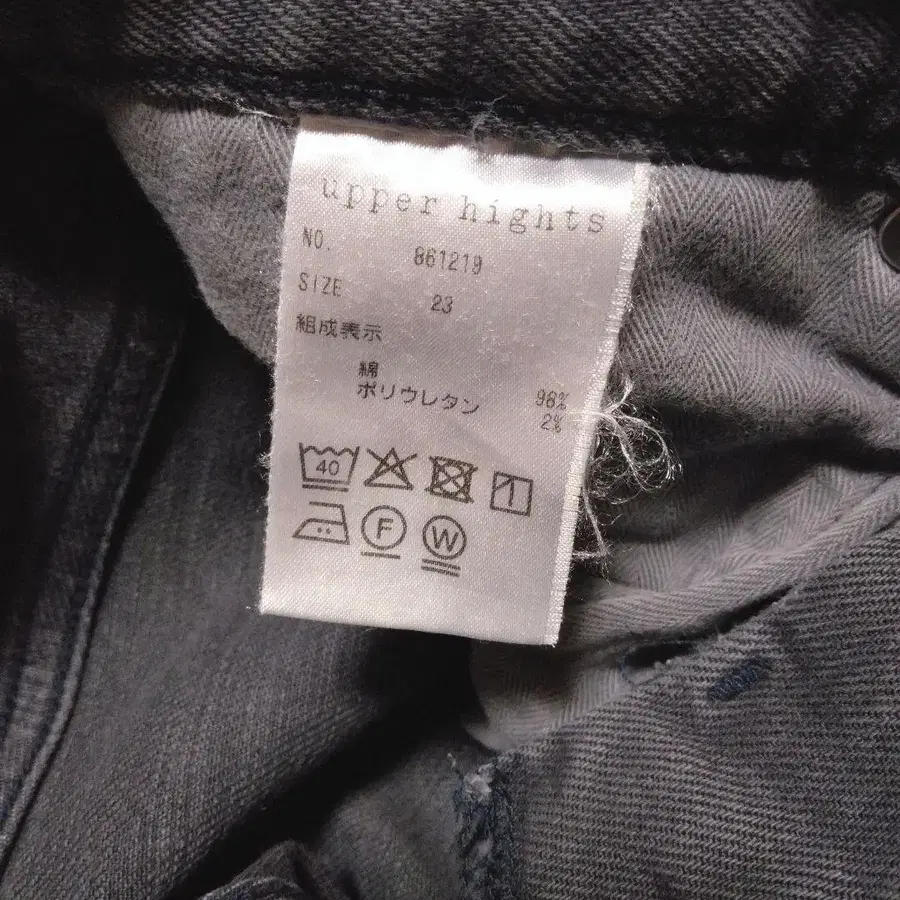 upper hights
NO. 861219
SIZE 23
組成表示
綿 98%
ポリウレタン 2%
40
F W